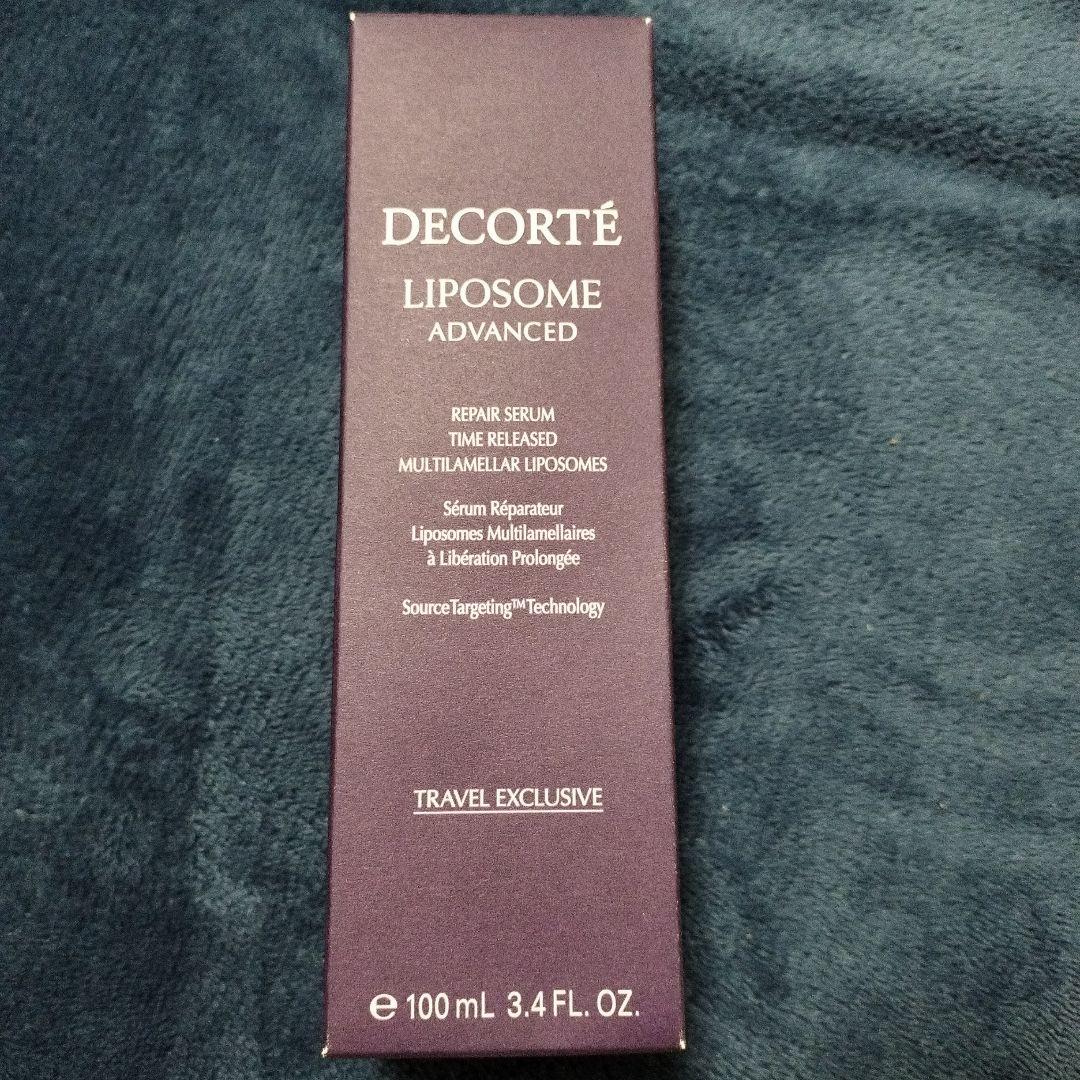 DECORTÉ
LIPOSOME
ADVANCED
REPAIR SERUM
TIME RELEASED
MULTILAMELLAR LIPOSOMES
Sérum Réparateur
Liposomes Multilamellaires
à Libération Prolongée
SourceTargeting™Technology
TRAVEL EXCLUSIVE
℮ 100 mL 3.4 FL. OZ.